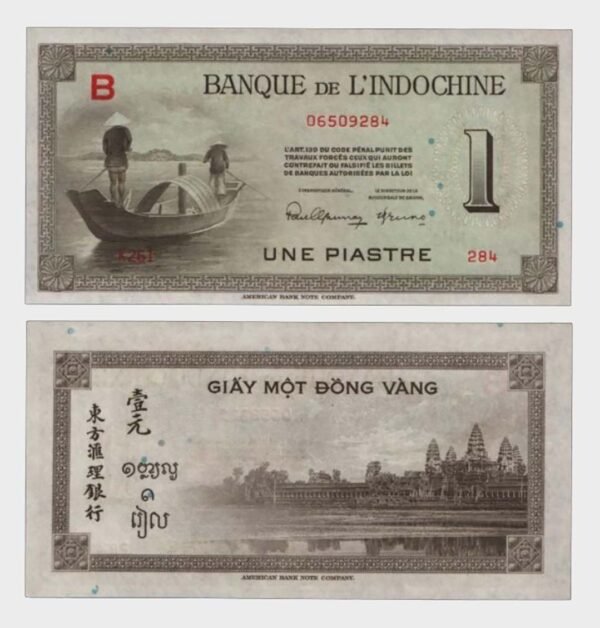 B
BANQUE DE L'INDOCHINE
06509284
L'ART.139 DU CODE PÉNAL PUNIT DES
TRAVAUX FORCÉS CEUX QUI AURONT
CONTREFAIT OU FALSIFIÉ LES BILLETS
DE BANQUES AUTORISÉES PAR LA LOI
1
K261
UNE PIASTRE
284
AMERICAN BANK NOTE COMPANY.
GIẤY MỘT ĐỒNG VÀNG
壹元
東方滙理銀行
៛ៀល
AMERICAN BANK NOTE COMPANY.